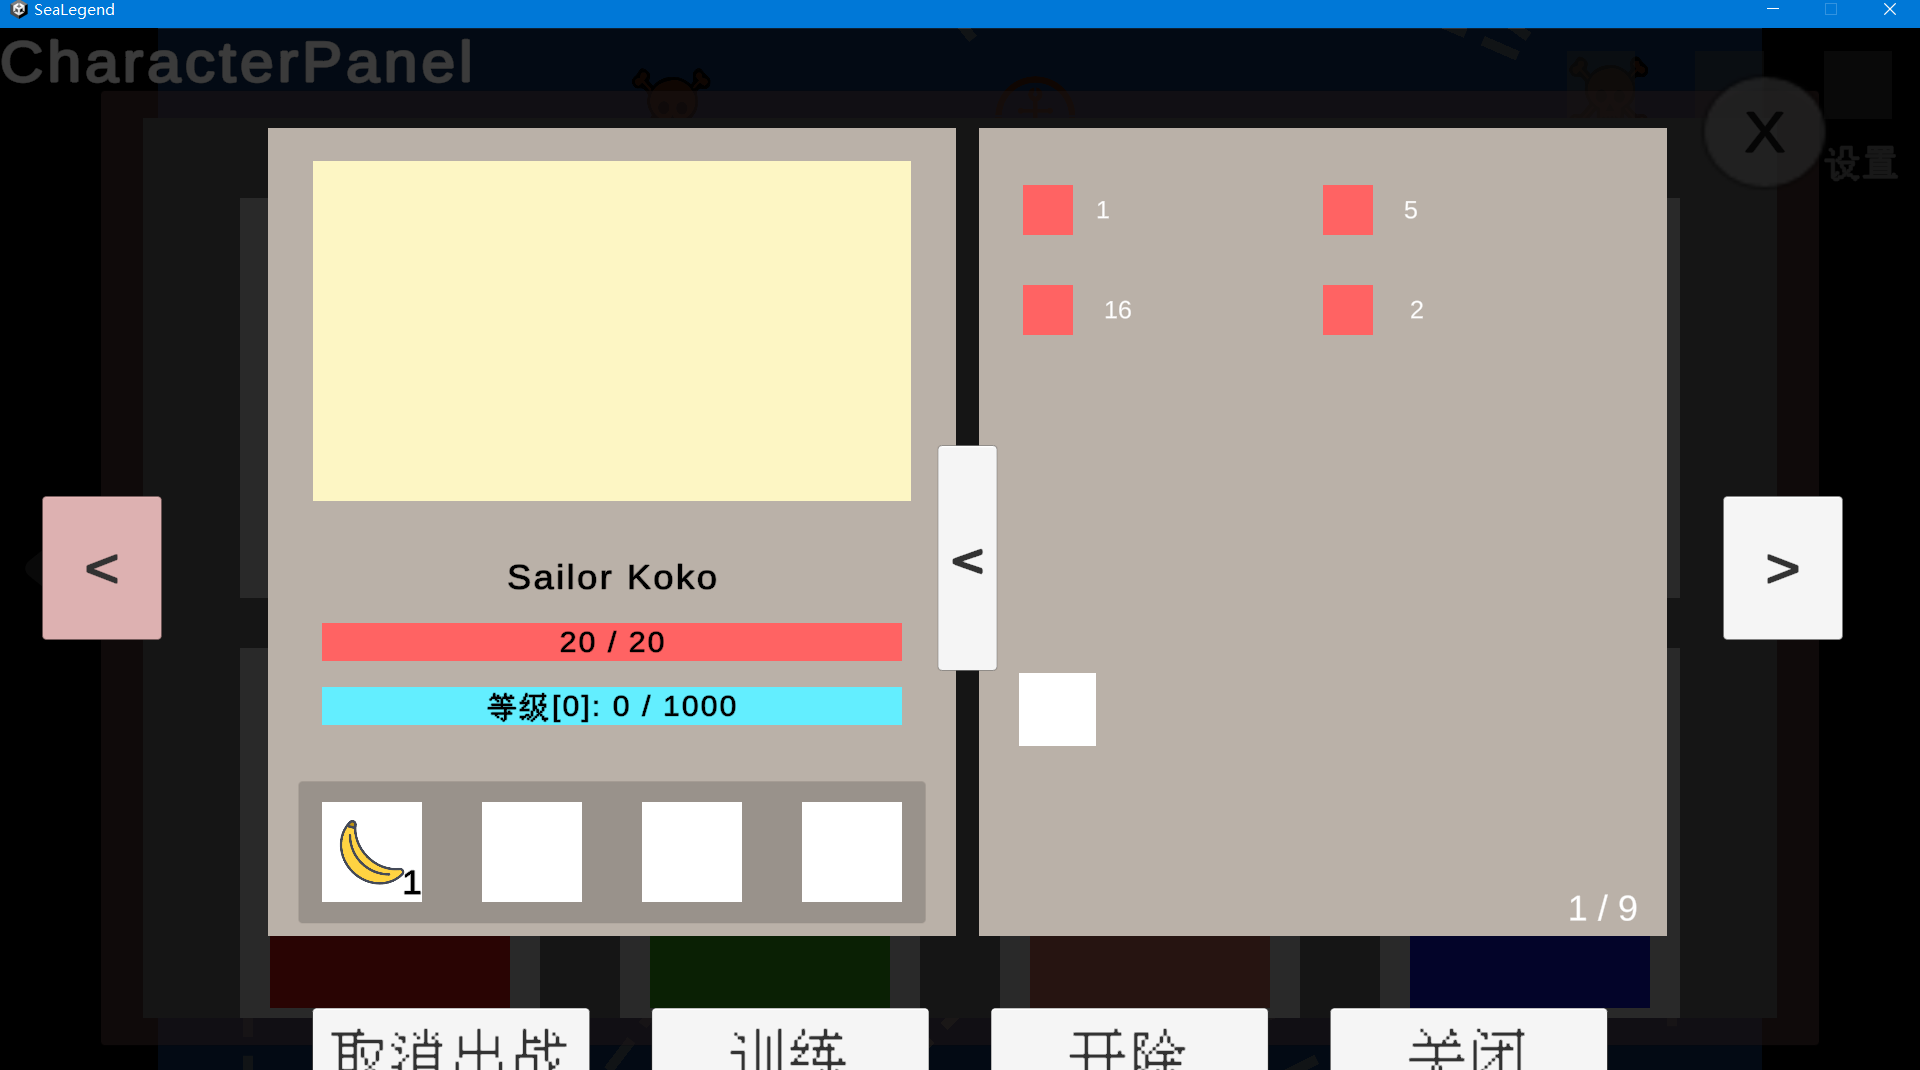 SeaLegend
CharacterPanel
X
设置
1
5
16
2
<
<
>
Sailor Koko
20 / 20
等级[0]: 0 / 1000
1
1 / 9
取消出战
训练
开除
关闭